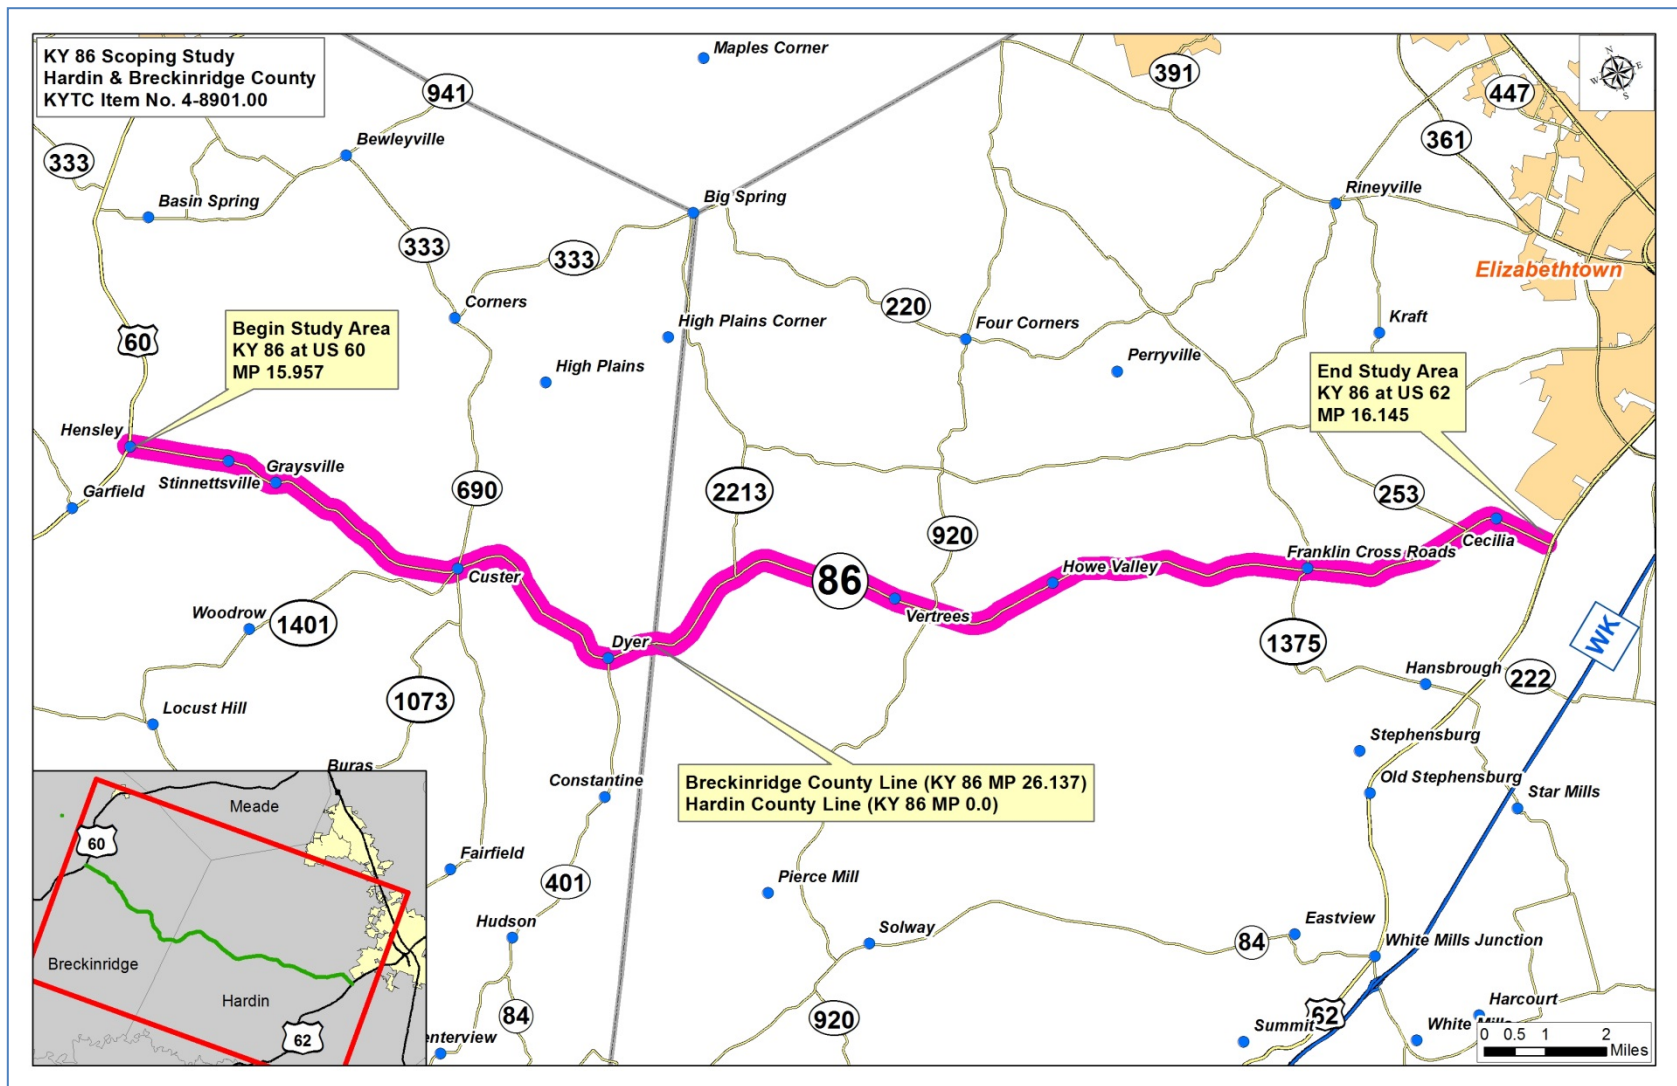 KY 86 Scoping Study
Hardin & Breckinridge County
KYTC Item No. 4-8901.00
Maples Corner
N
W
E
S
391
447
941
361
333
Bewleyville
Basin Spring
Big Spring
Rineyville
333
333
Elizabethtown
Corners
220
High Plains Corner
Four Corners
Kraft
60
Begin Study Area
KY 86 at US 60
MP 15.957
High Plains
Perryville
End Study Area
KY 86 at US 62
MP 16.145
Hensley
Graysville
Stinnettsville
Garfield
690
2213
253
920
Franklin Cross Roads
Cecilia
Custer
86
Howe Valley
Vertrees
Woodrow
1401
Dyer
1375
WK
Hansbrough
222
1073
Locust Hill
Stephensburg
Buras
Constantine
Breckinridge County Line (KY 86 MP 26.137)
Hardin County Line (KY 86 MP 0.0)
Old Stephensburg
Star Mills
Meade
60
Fairfield
401
Pierce Mill
Hudson
Solway
84
Eastview
White Mills Junction
Breckinridge
Hardin
62
84
920
Summit
62
Harcourt
White Mills
enterview
0 0.5 1 2
Miles